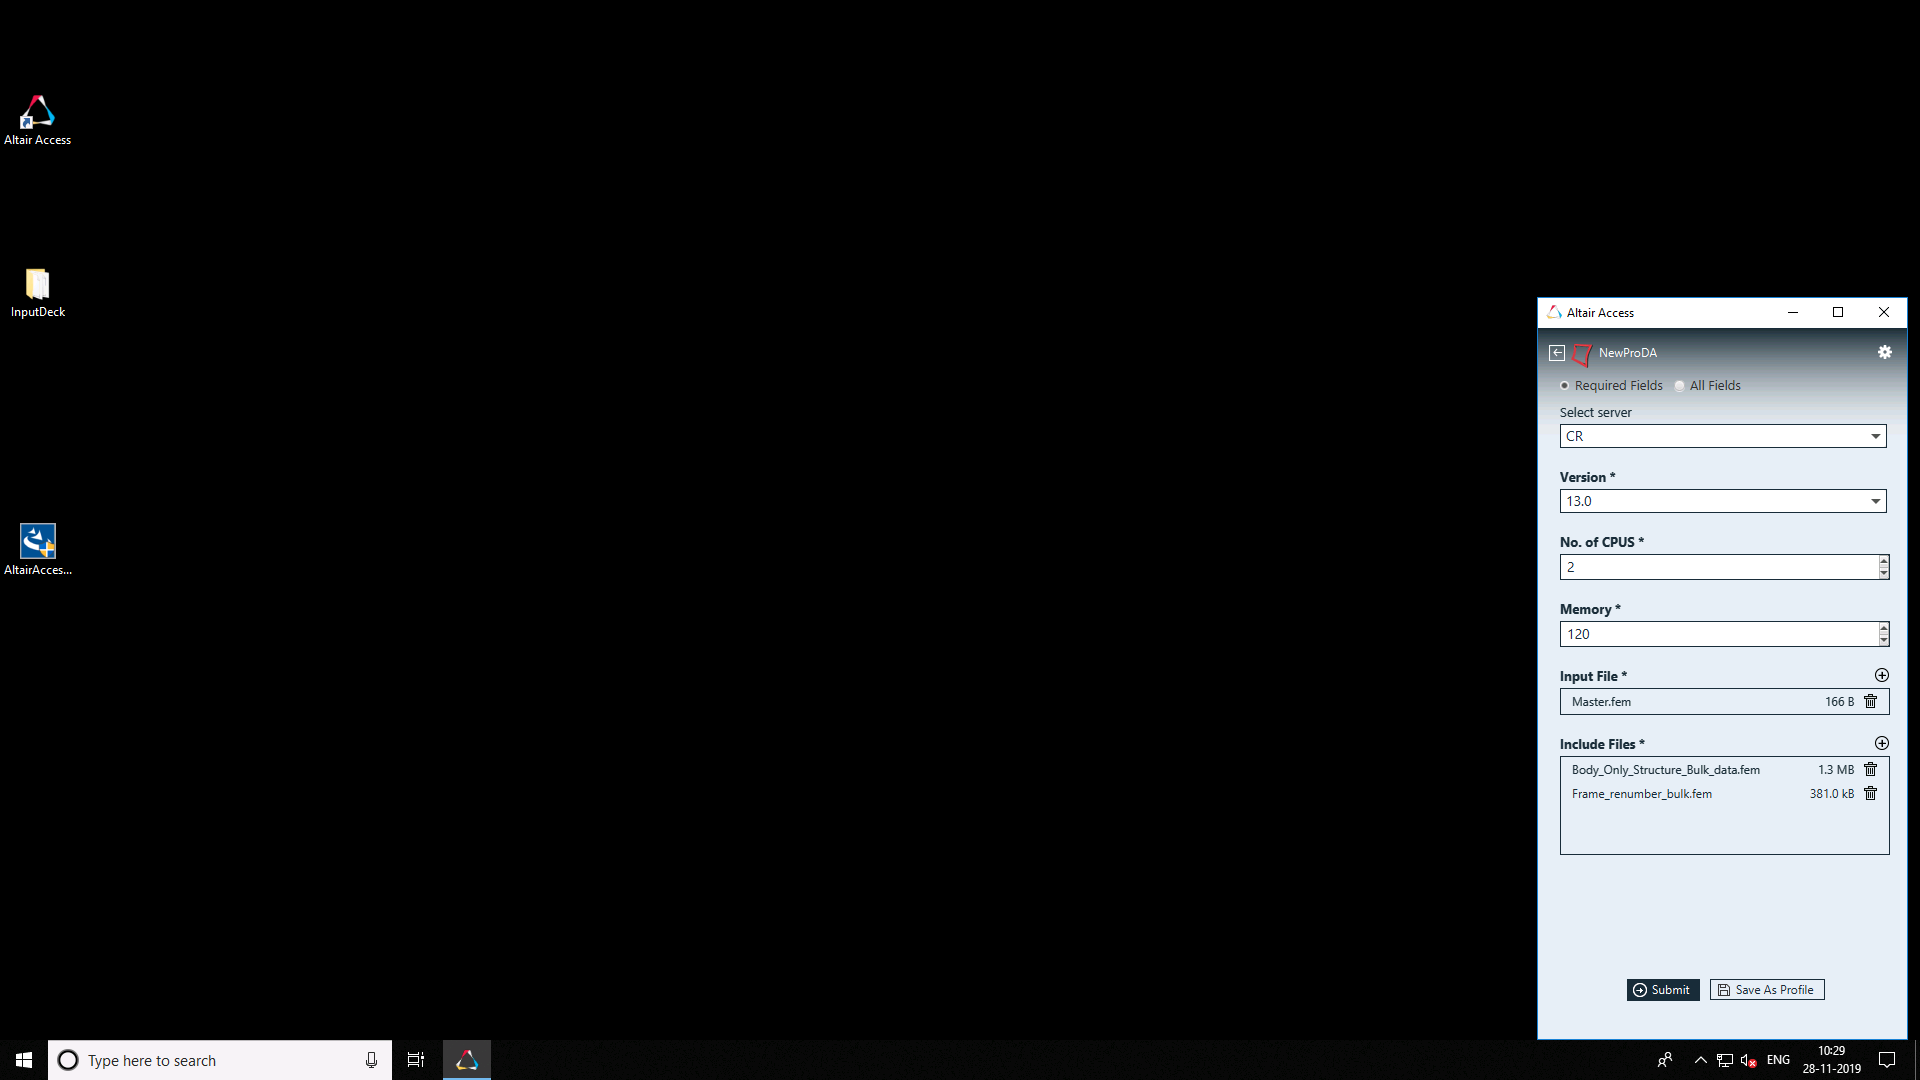 Altair Access
InputDeck
AltairAcces...
Altair Access
NewProDA
Required Fields
All Fields
Select server
CR
Version *
13.0
No. of CPUS *
2
Memory *
120
Input File *
Master.fem 166 B
Include Files *
Body_Only_Structure_Bulk_data.fem 1.3 MB
Frame_renumber_bulk.fem 381.0 kB
Submit
Save As Profile
Type here to search
ENG
10:29
28-11-2019